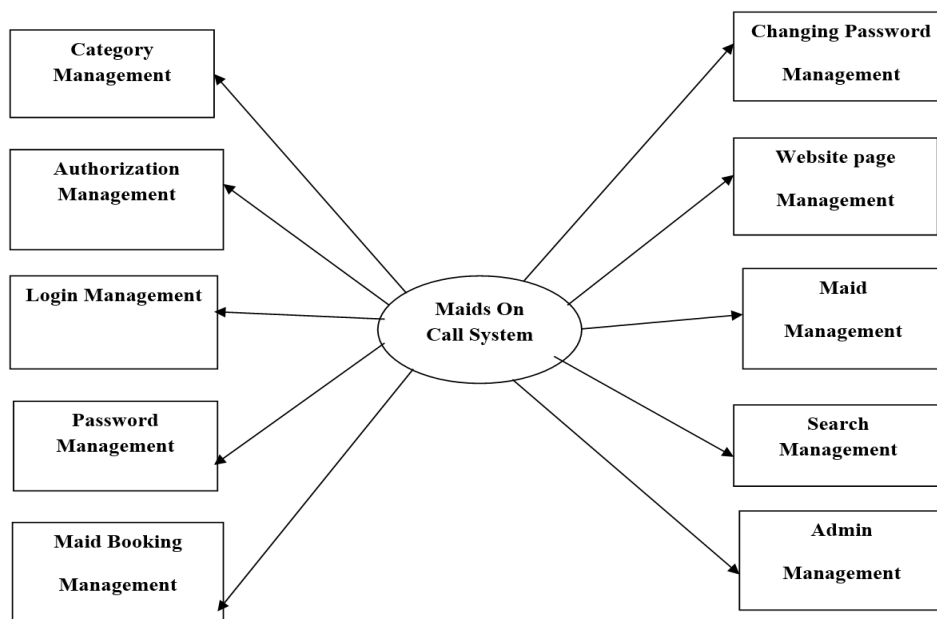 Category
Management
Authorization
Management
Login Management
Password
Management
Maid Booking
Management
Maids On
Call System
Changing Password
Management
Website page
Management
Maid
Management
Search
Management
Admin
Management